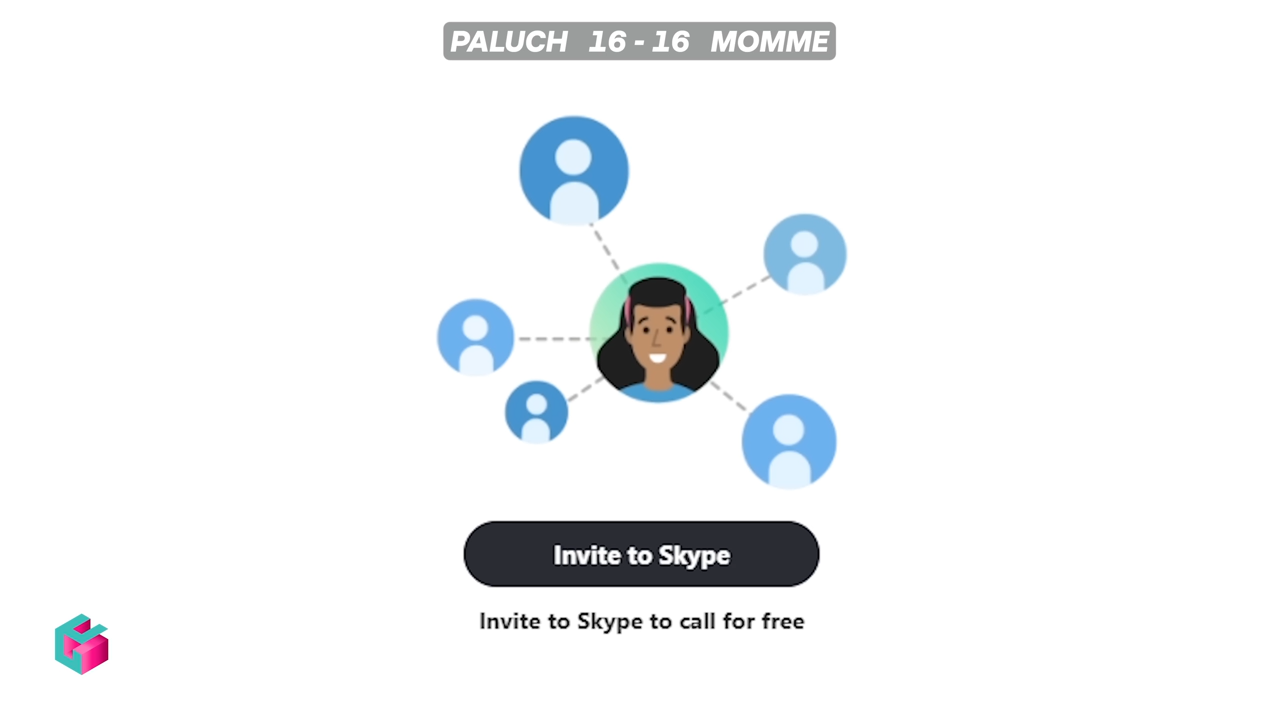 PALUCH 16 - 16 MOMME
Invite to Skype
Invite to Skype to call for free